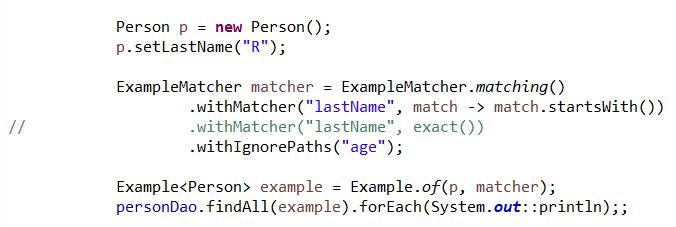 Person p = new Person();
p.setLastName("R");
ExampleMatcher matcher = ExampleMatcher.matching()
.withMatcher("lastName", match -> match.startsWith())
// .withMatcher("lastName", exact())
.withIgnorePaths("age");
Example<Person> example = Example.of(p, matcher);
personDao.findAll(example).forEach(System.out::println);;